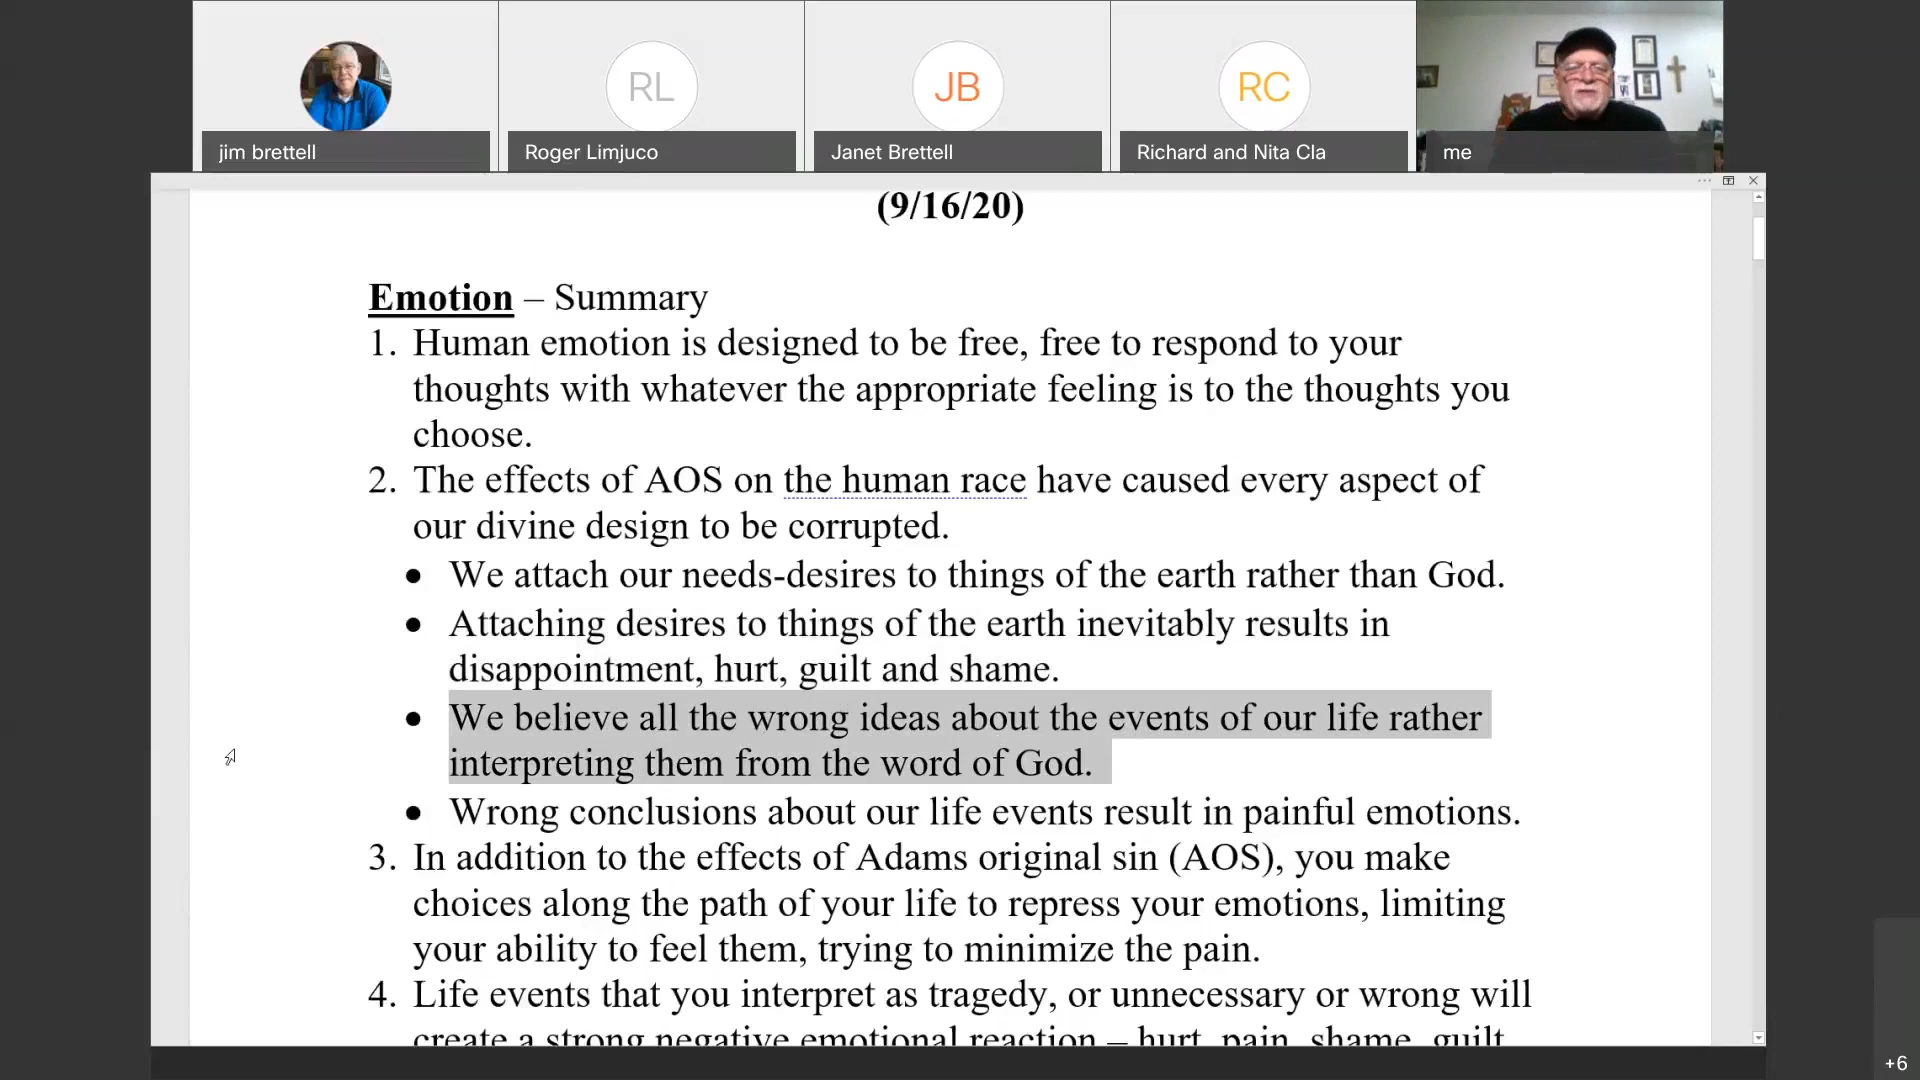 RL
JB
RC
jim brettell
Roger Limjuco
Janet Brettell
Richard and Nita Cla
me
(9/16/20)
Emotion – Summary
1. Human emotion is designed to be free, free to respond to your
thoughts with whatever the appropriate feeling is to the thoughts you
choose.
2. The effects of AOS on the human race have caused every aspect of
our divine design to be corrupted.
• We attach our needs-desires to things of the earth rather than God.
• Attaching desires to things of the earth inevitably results in
disappointment, hurt, guilt and shame.
• We believe all the wrong ideas about the events of our life rather
interpreting them from the word of God.
• Wrong conclusions about our life events result in painful emotions.
3. In addition to the effects of Adams original sin (AOS), you make
choices along the path of your life to repress your emotions, limiting
your ability to feel them, trying to minimize the pain.
4. Life events that you interpret as tragedy, or unnecessary or wrong will
create a strong negative emotional reaction – hurt, pain, shame, guilt
+6